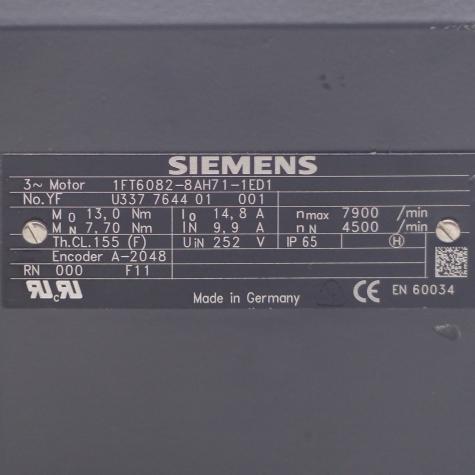 SIEMENS
3~ Motor 1FT6082-8AH71-1ED1
No.YF U337 7644 01 001
M0 13,0 Nm I0 14,8 A nmax 7900 /min
MN 7,70 Nm IN 9,9 A nN 4500 /min
Th.CL.155 (F) UiN 252 V IP 65 H
Encoder A-2048
RN 000 F11
RU c RU Made in Germany CE EN 60034